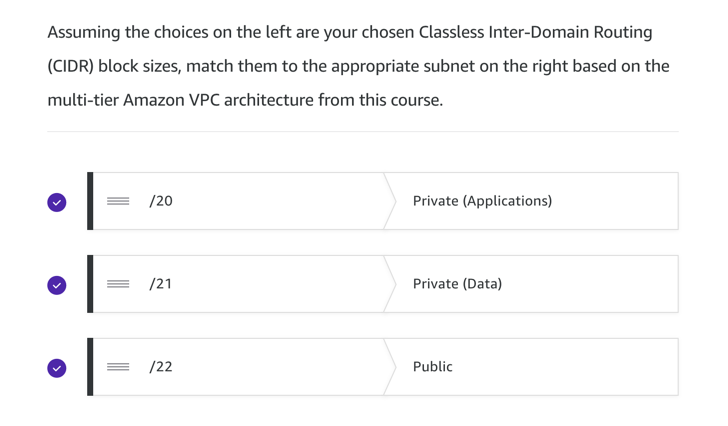 Assuming the choices on the left are your chosen Classless Inter-Domain Routing
(CIDR) block sizes, match them to the appropriate subnet on the right based on the
multi-tier Amazon VPC architecture from this course.
/20 Private (Applications)
/21 Private (Data)
/22 Public